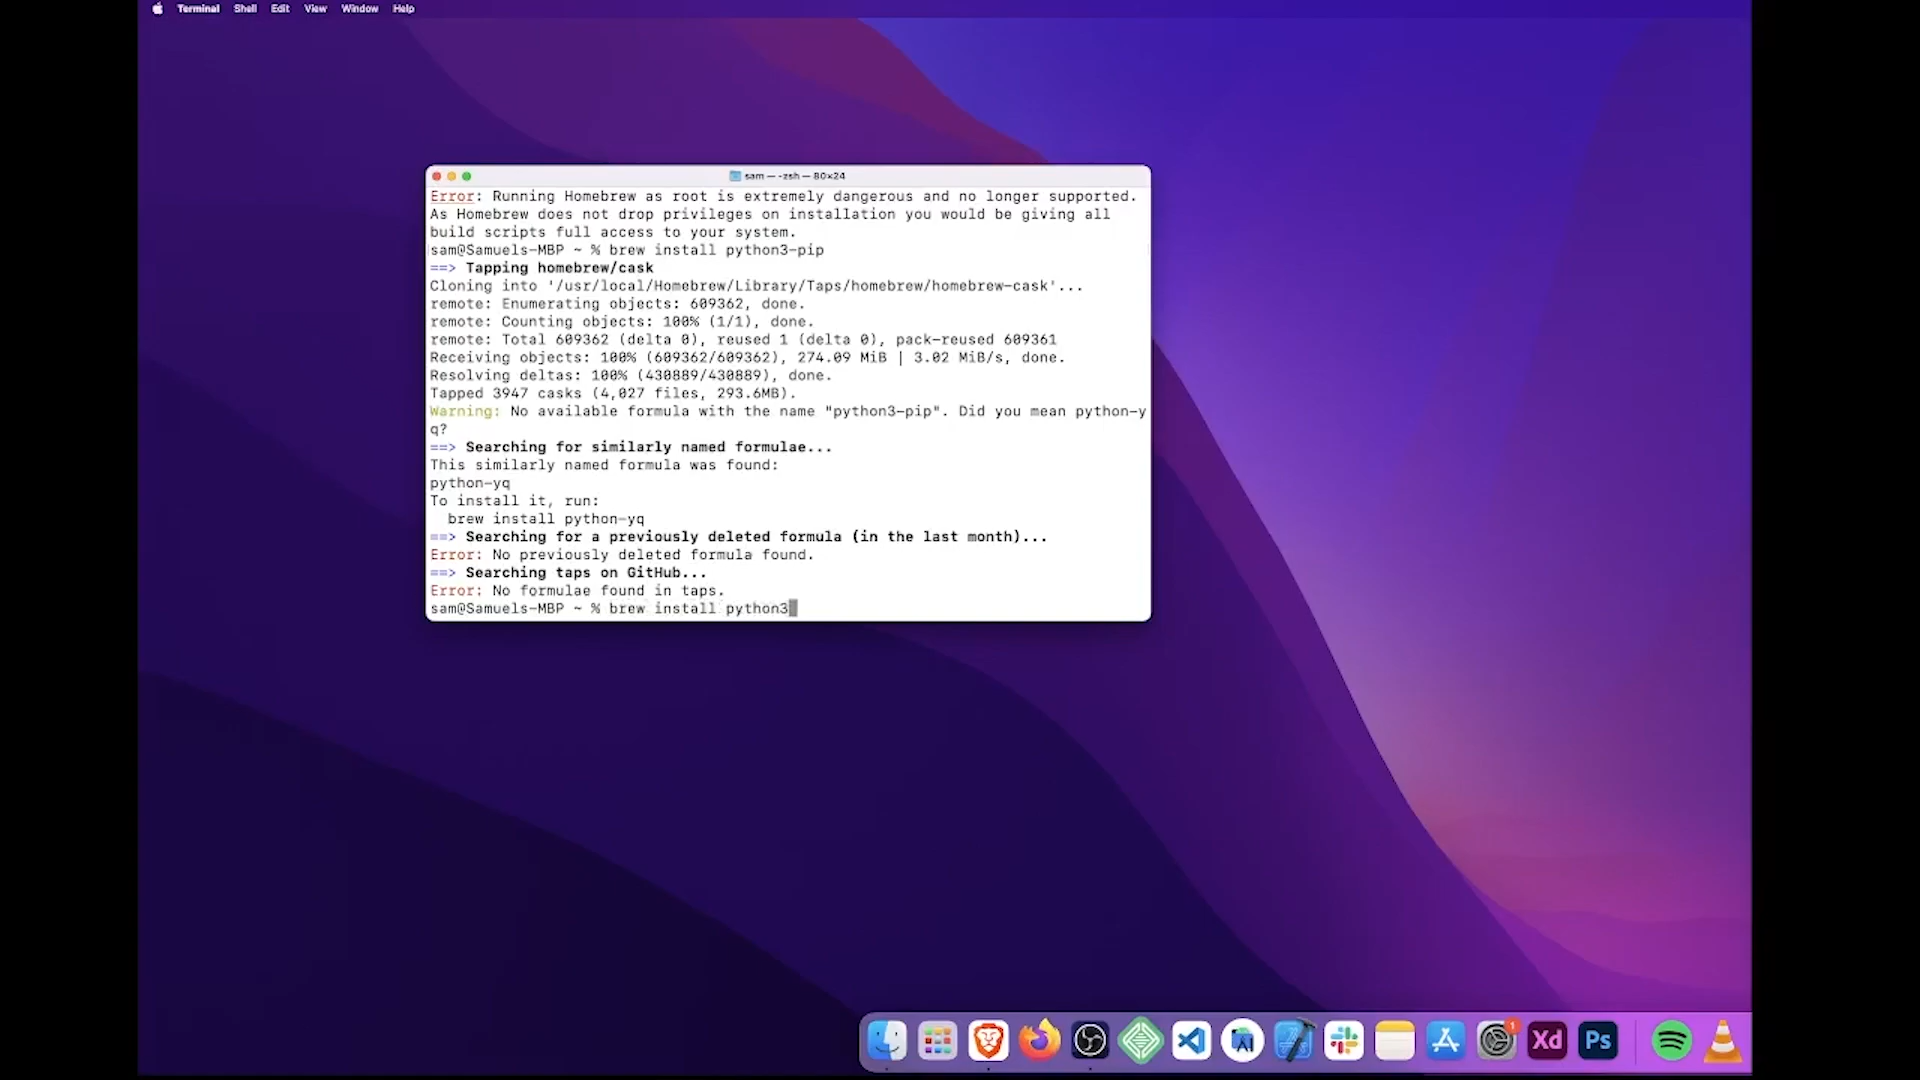 Terminal Shell Edit View Window Help
sam — -zsh — 80×24
Error: Running Homebrew as root is extremely dangerous and no longer supported.
As Homebrew does not drop privileges on installation you would be giving all
build scripts full access to your system.
sam@Samuels-MBP ~ % brew install python3-pip
==> Tapping homebrew/cask
Cloning into '/usr/local/Homebrew/Library/Taps/homebrew/homebrew-cask'...
remote: Enumerating objects: 609362, done.
remote: Counting objects: 100% (1/1), done.
remote: Total 609362 (delta 0), reused 1 (delta 0), pack-reused 609361
Receiving objects: 100% (609362/609362), 274.09 MiB | 3.02 MiB/s, done.
Resolving deltas: 100% (430889/430889), done.
Tapped 3947 casks (4,027 files, 293.6MB).
Warning: No available formula with the name "python3-pip". Did you mean python-y
q?
==> Searching for similarly named formulae...
This similarly named formula was found:
python-yq
To install it, run:
  brew install python-yq
==> Searching for a previously deleted formula (in the last month)...
Error: No previously deleted formula found.
==> Searching taps on GitHub...
Error: No formulae found in taps.
sam@Samuels-MBP ~ % brew install python3
1
Xd Ps